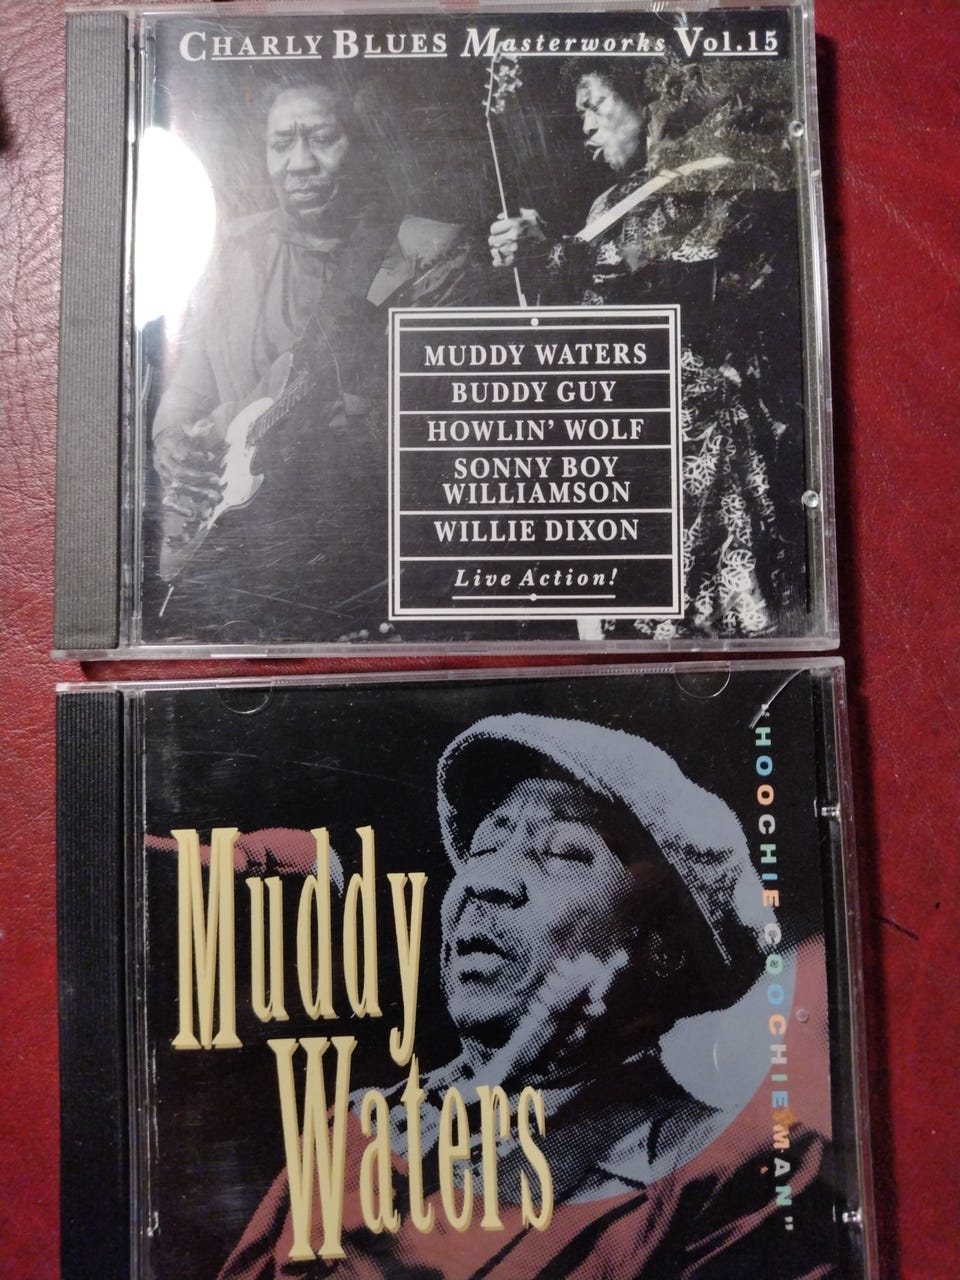 CHARLY BLUES Masterworks VOL.15
MUDDY WATERS
BUDDY GUY
HOWLIN' WOLF
SONNY BOY
WILLIAMSON
WILLIE DIXON
Live Action!
Muddy
Waters
"HOOCHIE COOCHIE MAN"